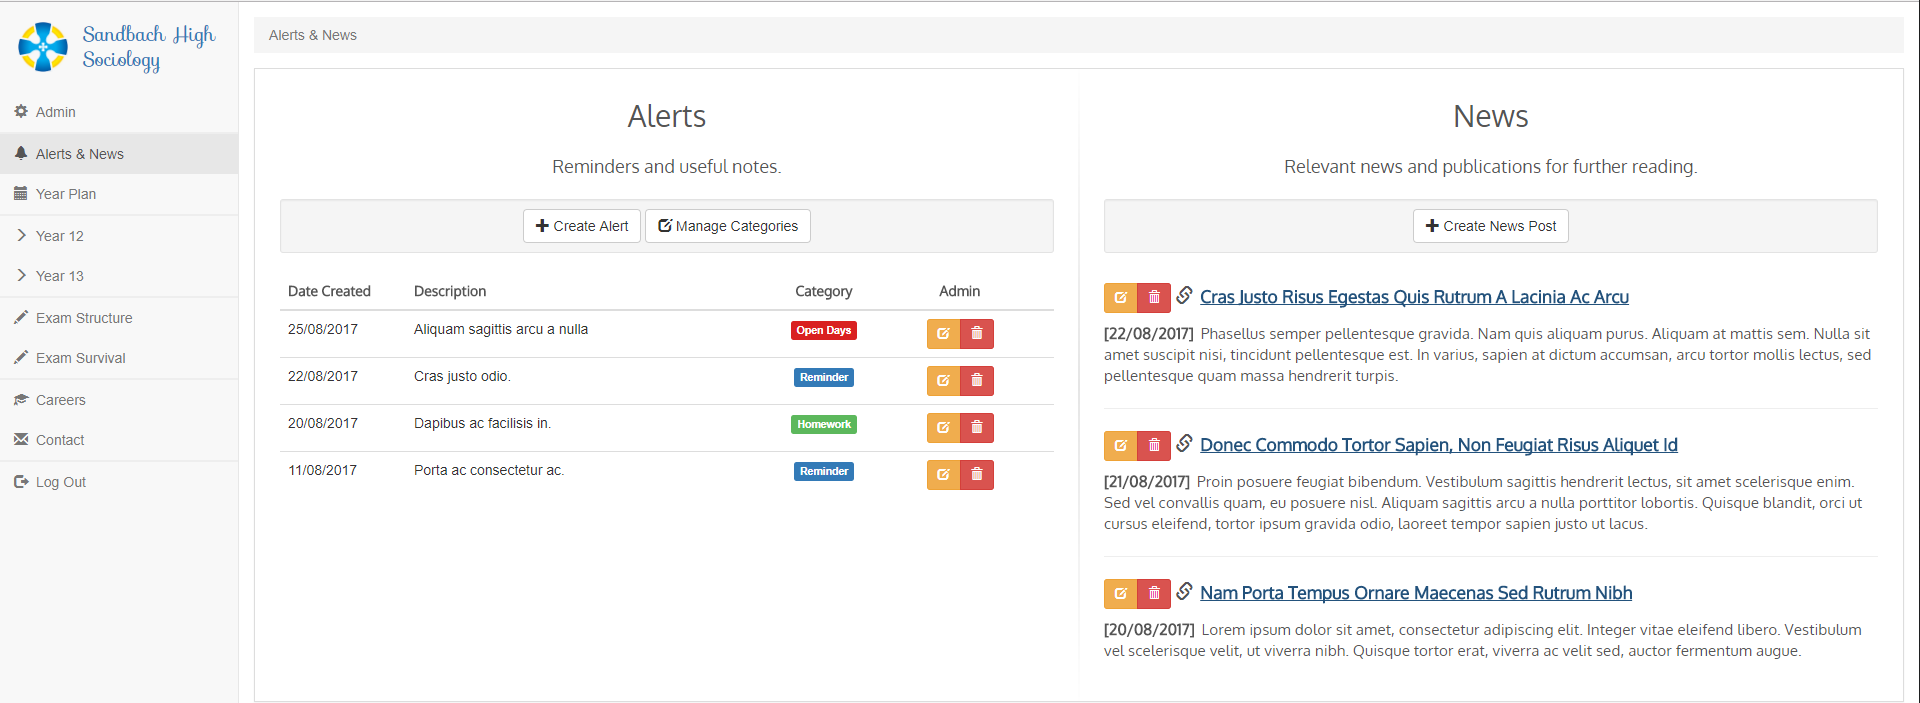 Sandbach High
Sociology
Admin
Alerts & News
Year Plan
Year 12
Year 13
Exam Structure
Exam Survival
Careers
Contact
Log Out
Alerts & News
Alerts
Reminders and useful notes.
Create Alert Manage Categories
Date Created Description Category Admin
25/08/2017 Aliquam sagittis arcu a nulla Open Days
22/08/2017 Cras justo odio. Reminder
20/08/2017 Dapibus ac facilisis in. Homework
11/08/2017 Porta ac consectetur ac. Reminder
News
Relevant news and publications for further reading.
Create News Post
Cras Justo Risus Egestas Quis Rutrum A Lacinia Ac Arcu
[22/08/2017] Phasellus semper pellentesque gravida. Nam quis aliquam purus. Aliquam at mattis sem. Nulla sit
amet suscipit nisi, tincidunt pellentesque est. In varius, sapien at dictum accumsan, arcu tortor mollis lectus, sed
pellentesque quam massa hendrerit turpis.
Donec Commodo Tortor Sapien, Non Feugiat Risus Aliquet Id
[21/08/2017] Proin posuere feugiat bibendum. Vestibulum sagittis hendrerit lectus, sit amet scelerisque enim.
Sed vel convallis quam, eu posuere nisl. Aliquam sagittis arcu a nulla porttitor lobortis. Quisque blandit, orci ut
cursus eleifend, tortor ipsum gravida odio, laoreet tempor sapien justo ut lacus.
Nam Porta Tempus Ornare Maecenas Sed Rutrum Nibh
[20/08/2017] Lorem ipsum dolor sit amet, consectetur adipiscing elit. Integer vitae eleifend libero. Vestibulum
vel scelerisque velit, ut viverra nibh. Quisque tortor erat, viverra ac velit sed, auctor fermentum augue.